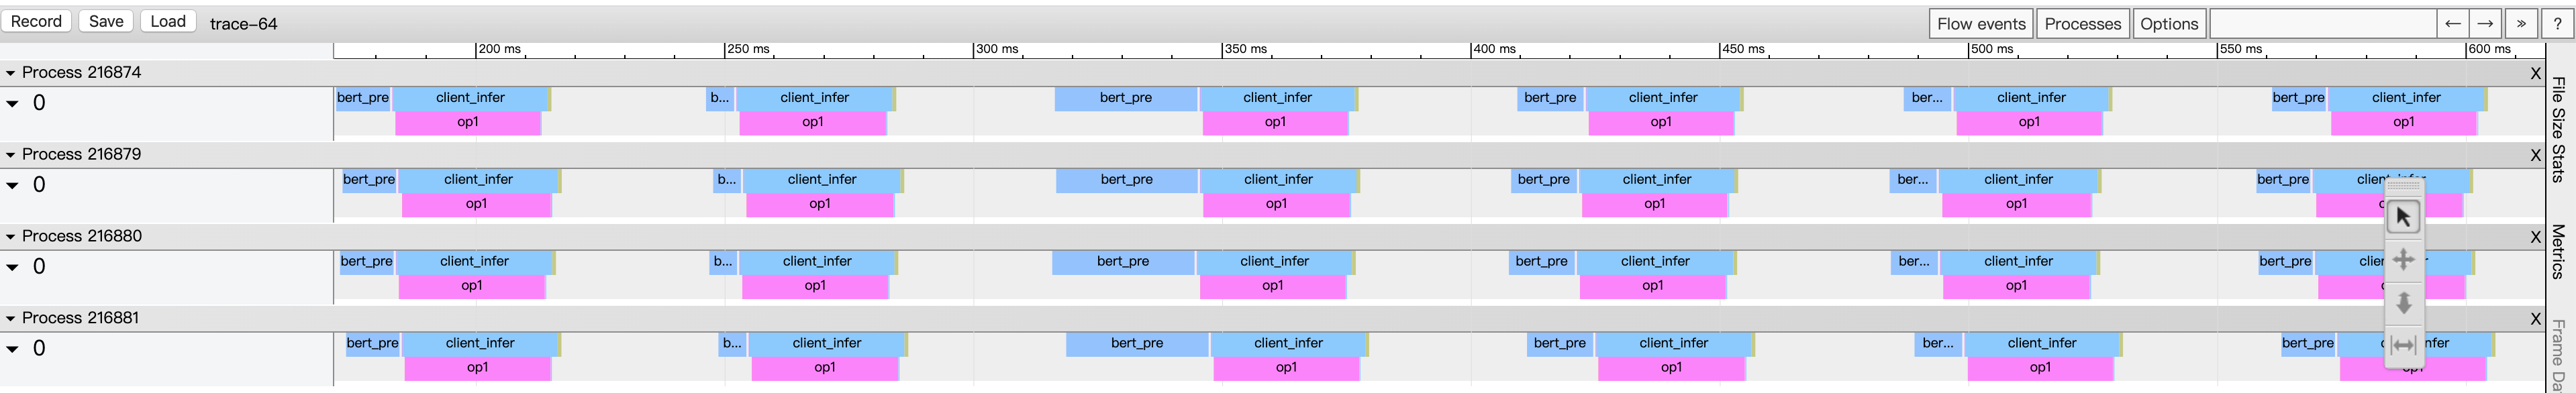 Record Save Load trace-64 Flow events Processes Options ← → » ?
200 ms 250 ms 300 ms 350 ms 400 ms 450 ms 500 ms 550 ms 600 ms
Process 216874 X
0 bert_pre client_infer b... client_infer bert_pre client_infer bert_pre client_infer ber... client_infer bert_pre client_infer
op1 op1 op1 op1 op1 op1
Process 216879 X
0 bert_pre client_infer b... client_infer bert_pre client_infer bert_pre client_infer ber... client_infer bert_pre
op1 op1 op1 op1 op1
Process 216880 X
0 bert_pre client_infer b... client_infer bert_pre client_infer bert_pre client_infer ber... client_infer bert_pre
op1 op1 op1 op1 op1
Process 216881 X
0 bert_pre client_infer b... client_infer bert_pre client_infer bert_pre client_infer ber... client_infer bert_pre
op1 op1 op1 op1 op1
File Size Stats
Metrics